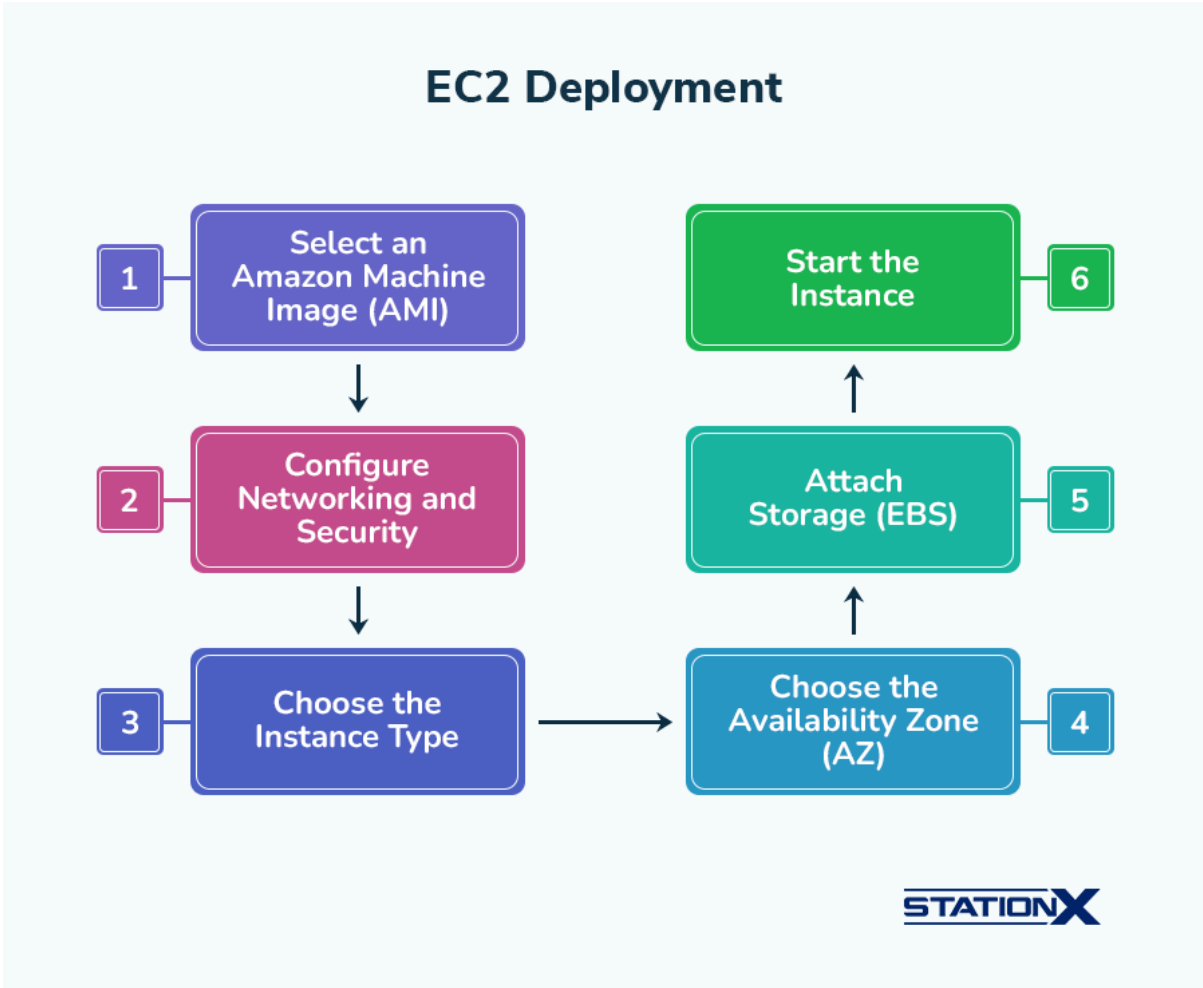 EC2 Deployment
1
Select an
Amazon Machine
Image (AMI)
2
Configure
Networking and
Security
3
Choose the
Instance Type
4
Choose the
Availability Zone
(AZ)
5
Attach
Storage (EBS)
6
Start the
Instance
STATIONX